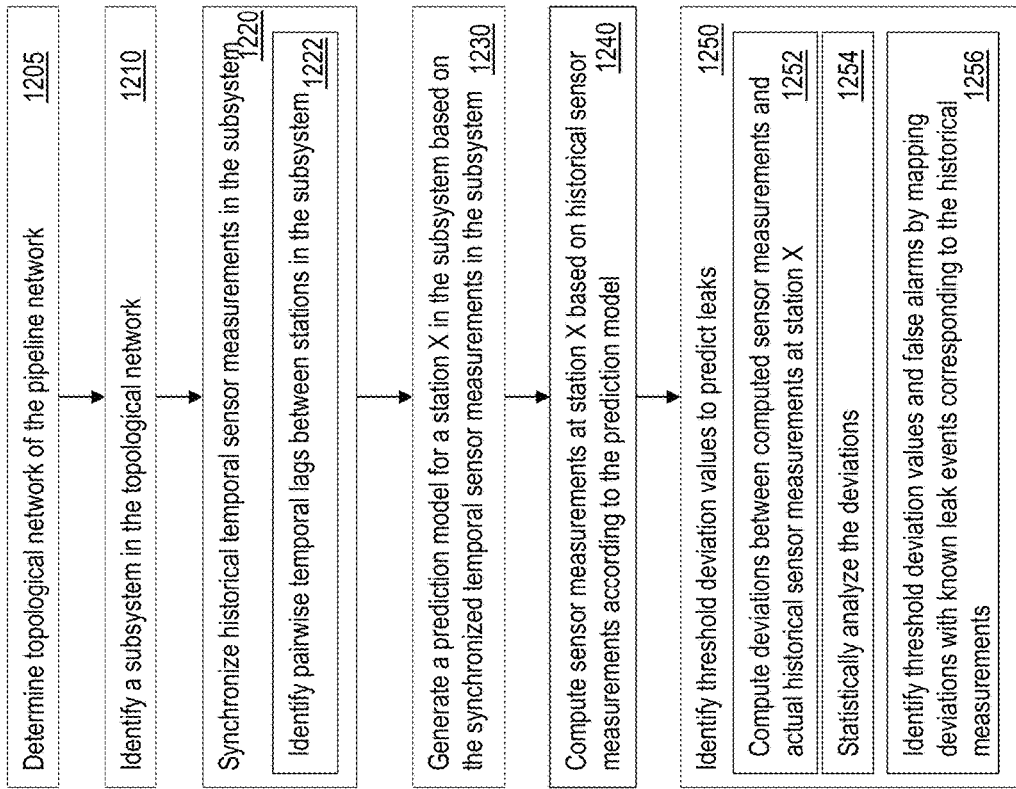 Determine topological network of the pipeline network 1205
Identify a subsystem in the topological network 1210
Synchronize historical temporal sensor measurements in the subsystem 1220
Identify pairwise temporal lags between stations in the subsystem 1222
Generate a prediction model for a station X in the subsystem based on
the synchronized temporal sensor measurements in the subsystem 1230
Compute sensor measurements at station X based on historical sensor
measurements according to the prediction model 1240
Identify threshold deviation values to predict leaks 1250
Compute deviations between computed sensor measurements and
actual historical sensor measurements at station X 1252
Statistically analyze the deviations 1254
Identify threshold deviation values and false alarms by mapping
deviations with known leak events corresponding to the historical
measurements 1256